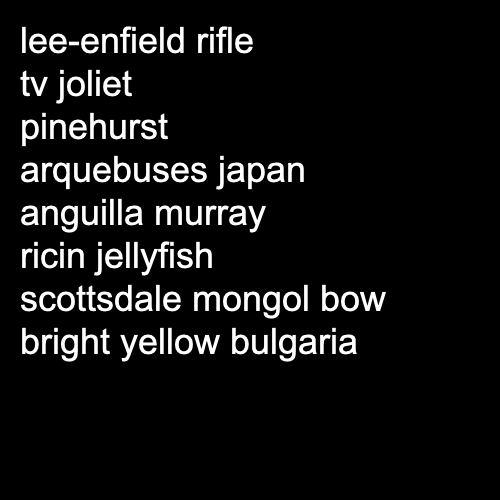 lee-enfield rifle
tv joliet
pinehurst
arquebuses japan
anguilla murray
ricin jellyfish
scottsdale mongol bow
bright yellow bulgaria